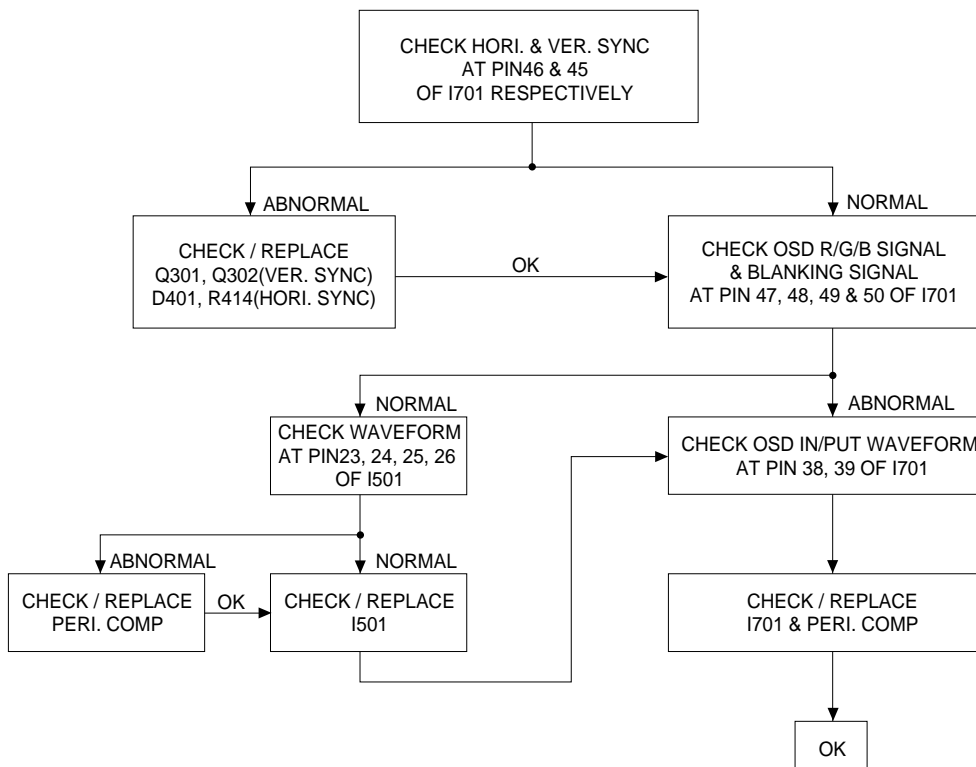 CHECK HORI. & VER. SYNC
AT PIN46 & 45
OF I701 RESPECTIVELY
ABNORMAL
NORMAL
CHECK / REPLACE
Q301, Q302(VER. SYNC)
D401, R414(HORI. SYNC)
OK
CHECK OSD R/G/B SIGNAL
& BLANKING SIGNAL
AT PIN 47, 48, 49 & 50 OF I701
NORMAL
ABNORMAL
CHECK WAVEFORM
AT PIN23, 24, 25, 26
OF I501
CHECK OSD IN/PUT WAVEFORM
AT PIN 38, 39 OF I701
ABNORMAL
NORMAL
CHECK / REPLACE
PERI. COMP
OK
CHECK / REPLACE
I501
CHECK / REPLACE
I701 & PERI. COMP
OK